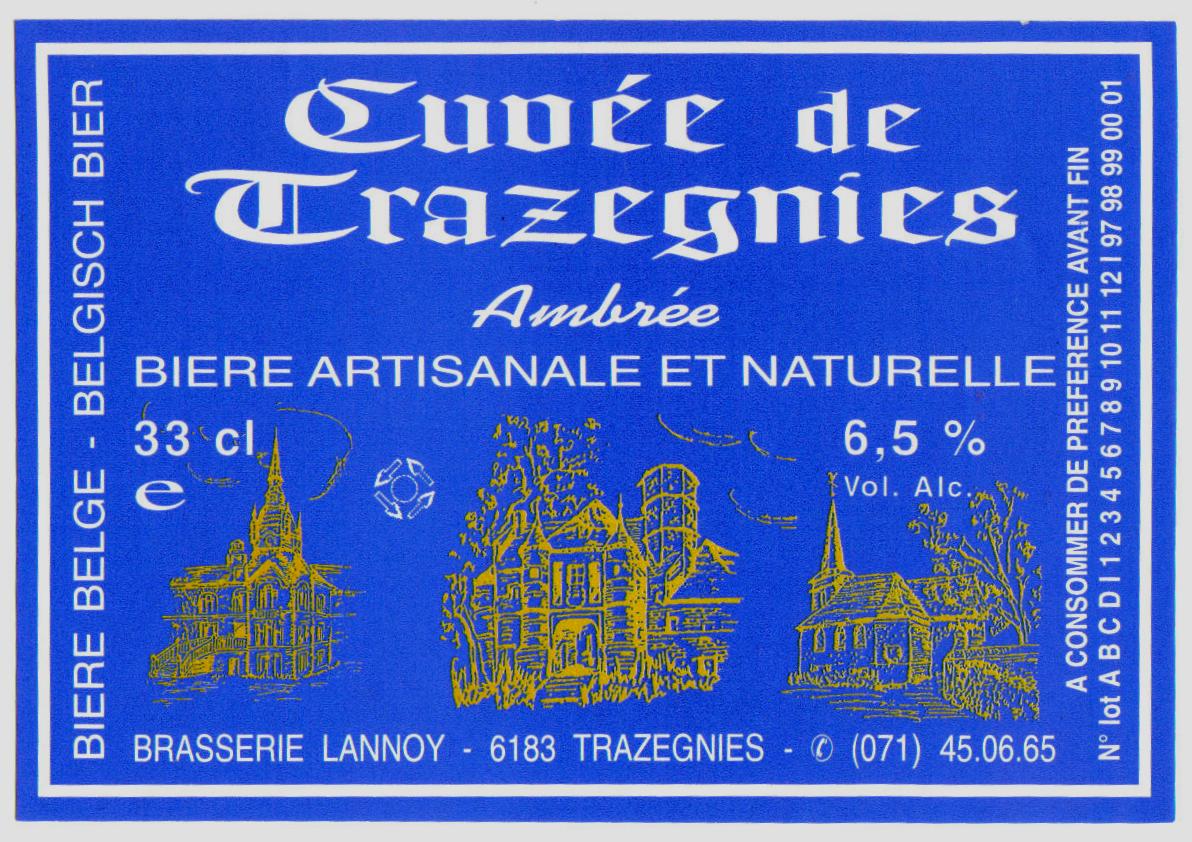 Cuvée de
Trazegnies
Ambrée
BIERE ARTISANALE ET NATURELLE
33 cl
e
6,5 %
Vol. Alc.
BRASSERIE LANNOY - 6183 TRAZEGNIES - ✆ (071) 45.06.65
BIERE BELGE - BELGISCH BIER
A CONSOMMER DE PREFERENCE AVANT FIN
N° lot A B C D I 1 2 3 4 5 6 7 8 9 10 11 12 I 97 98 99 00 01